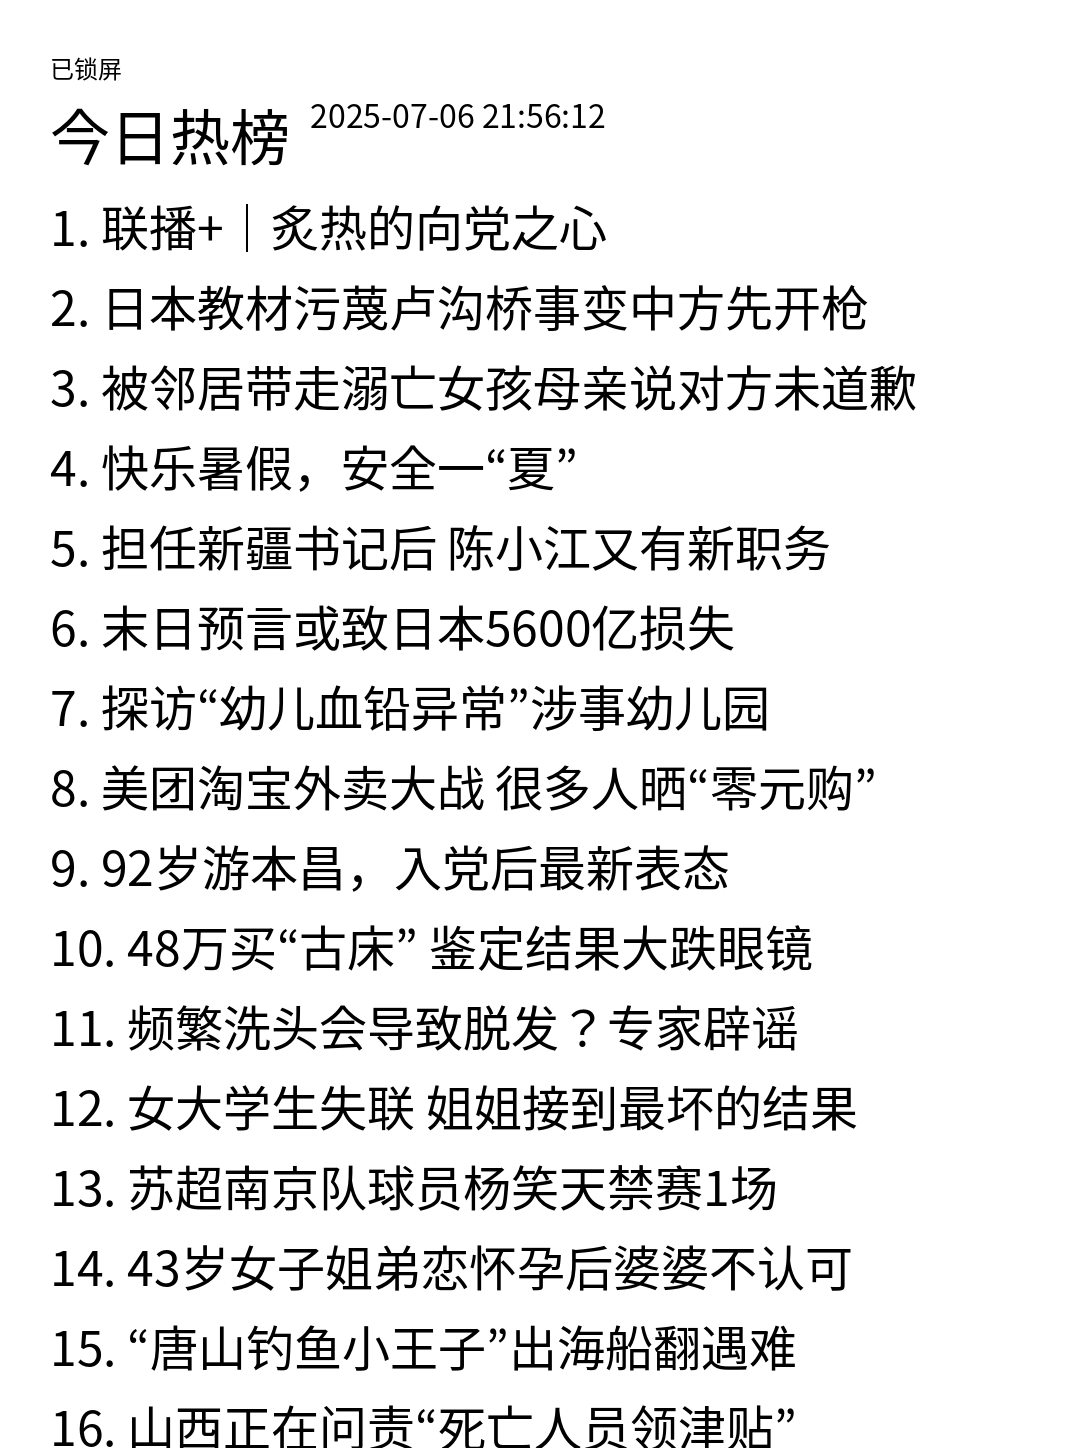 已锁屏
今日热榜 2025-07-06 21:56:12
1. 联播+｜炙热的向党之心
2. 日本教材污蔑卢沟桥事变中方先开枪
3. 被邻居带走溺亡女孩母亲说对方未道歉
4. 快乐暑假，安全一“夏”
5. 担任新疆书记后 陈小江又有新职务
6. 末日预言或致日本5600亿损失
7. 探访“幼儿血铅异常”涉事幼儿园
8. 美团淘宝外卖大战 很多人晒“零元购”
9. 92岁游本昌，入党后最新表态
10. 48万买“古床” 鉴定结果大跌眼镜
11. 频繁洗头会导致脱发？专家辟谣
12. 女大学生失联 姐姐接到最坏的结果
13. 苏超南京队球员杨笑天禁赛1场
14. 43岁女子姐弟恋怀孕后婆婆不认可
15. “唐山钓鱼小王子”出海船翻遇难
16. 山西正在问责“死亡人员领津贴”